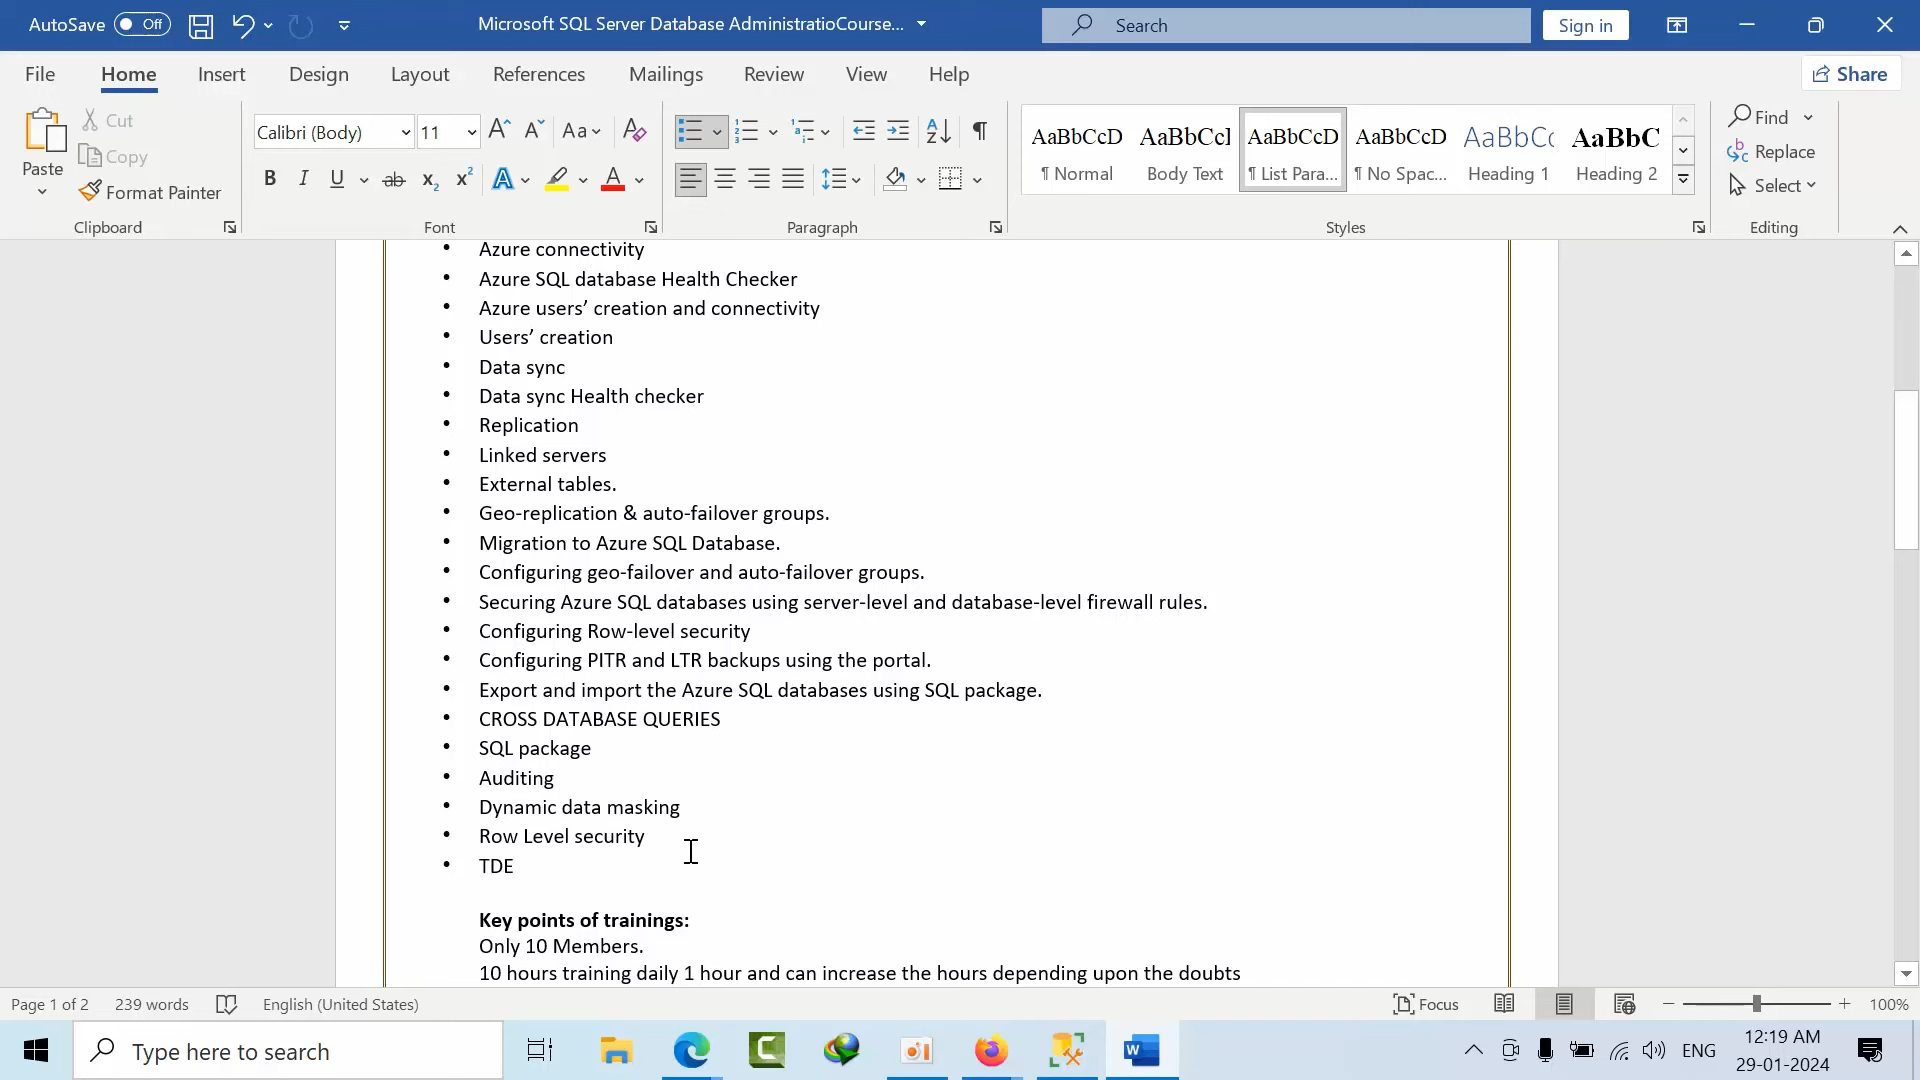 AutoSave Off Microsoft SQL Server Database AdministratioCourse... Search Sign in
File Home Insert Design Layout References Mailings Review View Help Share
Paste Cut Copy Format Painter
Calibri (Body) 11 Aa
B I U ab x₂ x² A A
AaBbCcD AaBbCcI AaBbCcD AaBbCcD AaBbCc AaBbC
¶ Normal Body Text ¶ List Para... ¶ No Spac... Heading 1 Heading 2
Find Replace Select
Clipboard Font Paragraph Styles Editing
• Azure connectivity
• Azure SQL database Health Checker
• Azure users’ creation and connectivity
• Users’ creation
• Data sync
• Data sync Health checker
• Replication
• Linked servers
• External tables.
• Geo-replication & auto-failover groups.
• Migration to Azure SQL Database.
• Configuring geo-failover and auto-failover groups.
• Securing Azure SQL databases using server-level and database-level firewall rules.
• Configuring Row-level security
• Configuring PITR and LTR backups using the portal.
• Export and import the Azure SQL databases using SQL package.
• CROSS DATABASE QUERIES
• SQL package
• Auditing
• Dynamic data masking
• Row Level security
• TDE
Key points of trainings:
Only 10 Members.
10 hours training daily 1 hour and can increase the hours depending upon the doubts
Page 1 of 2 239 words English (United States) Focus 100%
Type here to search ENG 12:19 AM
29-01-2024